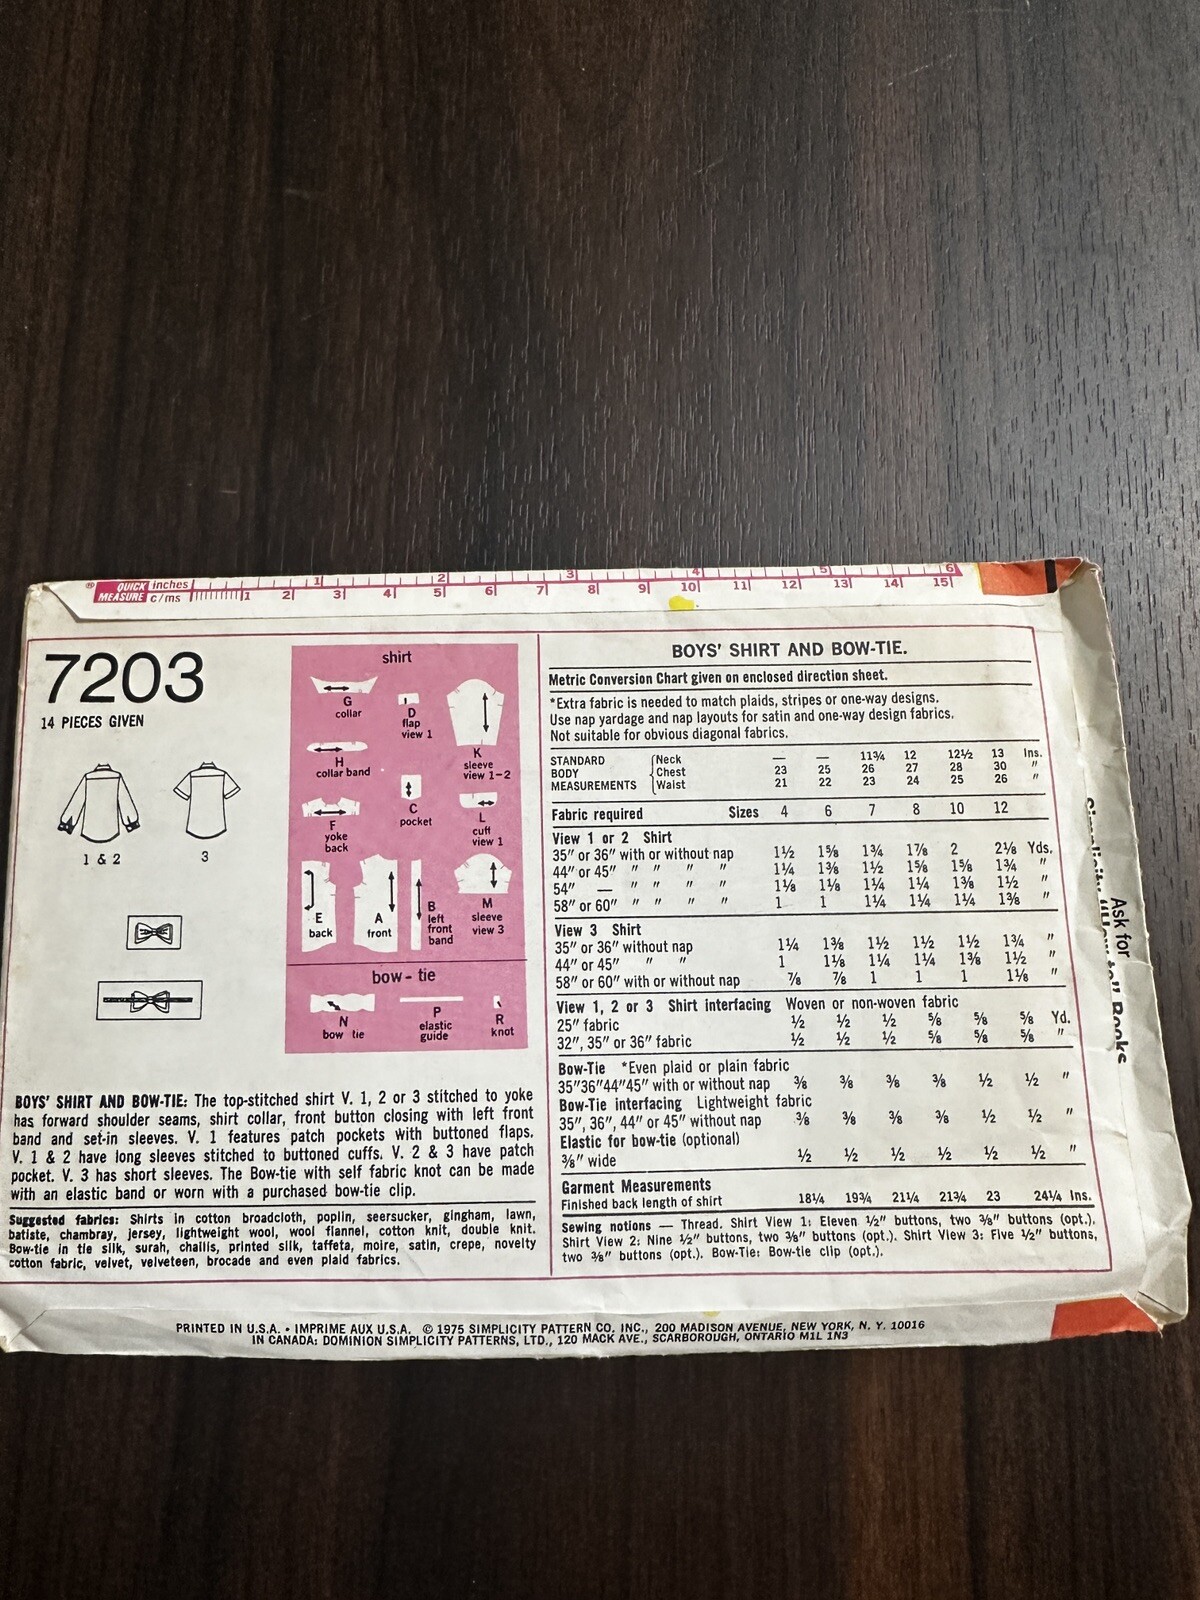 ® QUICK MEASURE inches 1 2 3 4 5 6
c/ms 1 2 3 4 5 6 7 8 9 10 11 12 13 14 15
7203
14 PIECES GIVEN
1 & 2
3
shirt
G
collar
D
flap
view 1
K
sleeve
view 1-2
H
collar band
C
pocket
L
cuff
view 1
F
yoke
back
E
back
A
front
B
left
front
band
M
sleeve
view 3
bow - tie
N
bow tie
P
elastic
guide
R
knot
BOYS' SHIRT AND BOW-TIE: The top-stitched shirt V. 1, 2 or 3 stitched to yoke
has forward shoulder seams, shirt collar, front button closing with left front
band and set-in sleeves. V. 1 features patch pockets with buttoned flaps.
V. 1 & 2 have long sleeves stitched to buttoned cuffs. V. 2 & 3 have patch
pocket. V. 3 has short sleeves. The Bow-tie with self fabric knot can be made
with an elastic band or worn with a purchased bow-tie clip.
Suggested fabrics: Shirts in cotton broadcloth, poplin, seersucker, gingham, lawn,
batiste, chambray, jersey, lightweight wool, wool flannel, cotton knit, double knit.
Bow-tie in tie silk, surah, challis, printed silk, taffeta, moire, satin, crepe, novelty
cotton fabric, velvet, velveteen, brocade and even plaid fabrics.
BOYS' SHIRT AND BOW-TIE.
Metric Conversion Chart given on enclosed direction sheet.
*Extra fabric is needed to match plaids, stripes or one-way designs.
Use nap yardage and nap layouts for satin and one-way design fabrics.
Not suitable for obvious diagonal fabrics.
STANDARD Neck — — 11¾ 12 12½ 13 Ins.
BODY Chest 23 25 26 27 28 30 "
MEASUREMENTS Waist 21 22 23 24 25 26 "
Fabric required Sizes 4 6 7 8 10 12
View 1 or 2 Shirt
35" or 36" with or without nap 1½ 1⅝ 1¾ 1⅞ 2 2⅛ Yds.
44" or 45" " " " " 1¼ 1⅜ 1½ 1⅝ 1⅝ 1¾ "
54" — " " " " 1⅛ 1⅛ 1¼ 1¼ 1⅜ 1½ "
58" or 60" " " " " 1 1 1¼ 1¼ 1¼ 1⅜ "
View 3 Shirt
35" or 36" without nap 1¼ 1⅜ 1½ 1½ 1½ 1¾ "
44" or 45" " " 1 1⅛ 1¼ 1¼ 1⅜ 1½ "
58" or 60" with or without nap ⅞ ⅞ 1 1 1 1⅛ "
View 1, 2 or 3 Shirt interfacing Woven or non-woven fabric
25" fabric ½ ½ ½ ⅝ ⅝ ⅝ Yd.
32", 35" or 36" fabric ½ ½ ½ ⅝ ⅝ ⅝ "
Bow-Tie *Even plaid or plain fabric
35"36"44"45" with or without nap ⅜ ⅜ ⅜ ⅜ ½ ½ "
Bow-Tie interfacing Lightweight fabric
35", 36", 44" or 45" without nap ⅜ ⅜ ⅜ ⅜ ½ ½ "
Elastic for bow-tie (optional)
⅜" wide ½ ½ ½ ½ ½ ½ "
Garment Measurements
Finished back length of shirt 18¼ 19¾ 21¼ 21¾ 23 24¼ Ins.
Sewing notions — Thread. Shirt View 1: Eleven ½" buttons, two ⅜" buttons (opt.).
Shirt View 2: Nine ½" buttons, two ⅜" buttons (opt.). Shirt View 3: Five ½" buttons,
two ⅜" buttons (opt.). Bow-Tie: Bow-tie clip (opt.).
Ask for
Books
PRINTED IN U.S.A. • IMPRIME AUX U.S.A. © 1975 SIMPLICITY PATTERN CO. INC., 200 MADISON AVENUE, NEW YORK, N. Y. 10016
IN CANADA: DOMINION SIMPLICITY PATTERNS, LTD., 120 MACK AVE., SCARBOROUGH, ONTARIO M1L 1N3